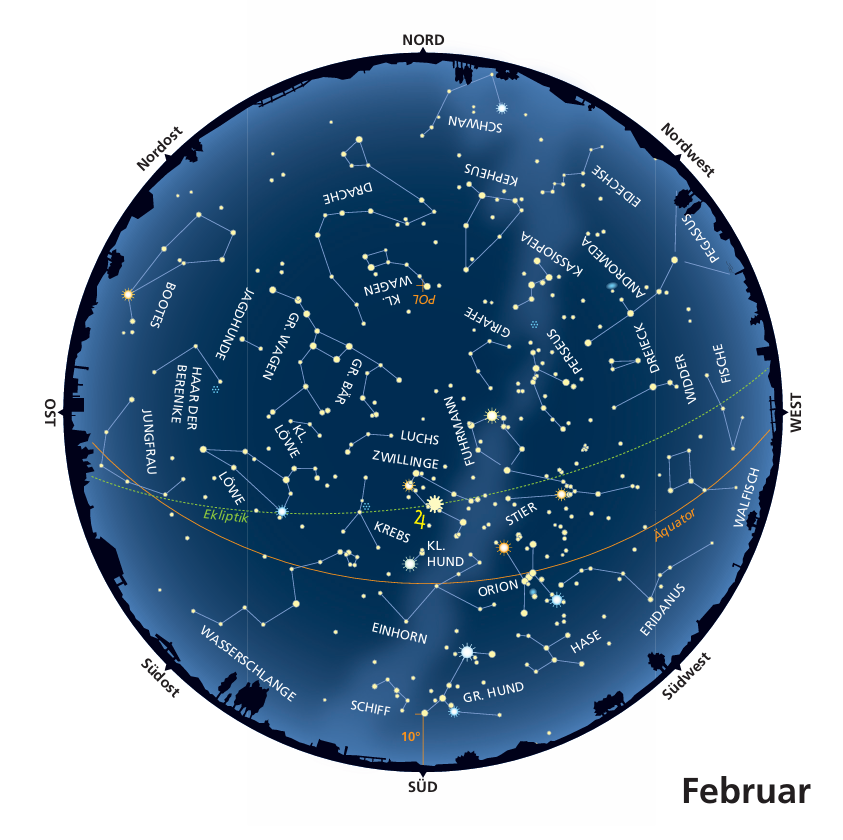 NORD
Nordost
Nordwest
SCHWAN
KEPHEUS
EIDECHSE
DRACHE
PEGASUS
KASSIOPEIA
ANDROMEDA
KL.
WAGEN
POL
BOOTES
JAGDHUNDE
GR. WAGEN
GIRAFFE
PERSEUS
DREIECK
WIDDER
FISCHE
HAAR DER
BERENIKE
GR. BÄR
OST
WEST
JUNGFRAU
KL.
LÖWE
LUCHS
FUHRMANN
ZWILLINGE
LÖWE
WALFISCH
Ekliptik
♃
KREBS
STIER
Äquator
KL.
HUND
ORION
ERIDANUS
EINHORN
HASE
WASSERSCHLANGE
Südost
Südwest
SCHIFF
GR. HUND
10°
SÜD
Februar